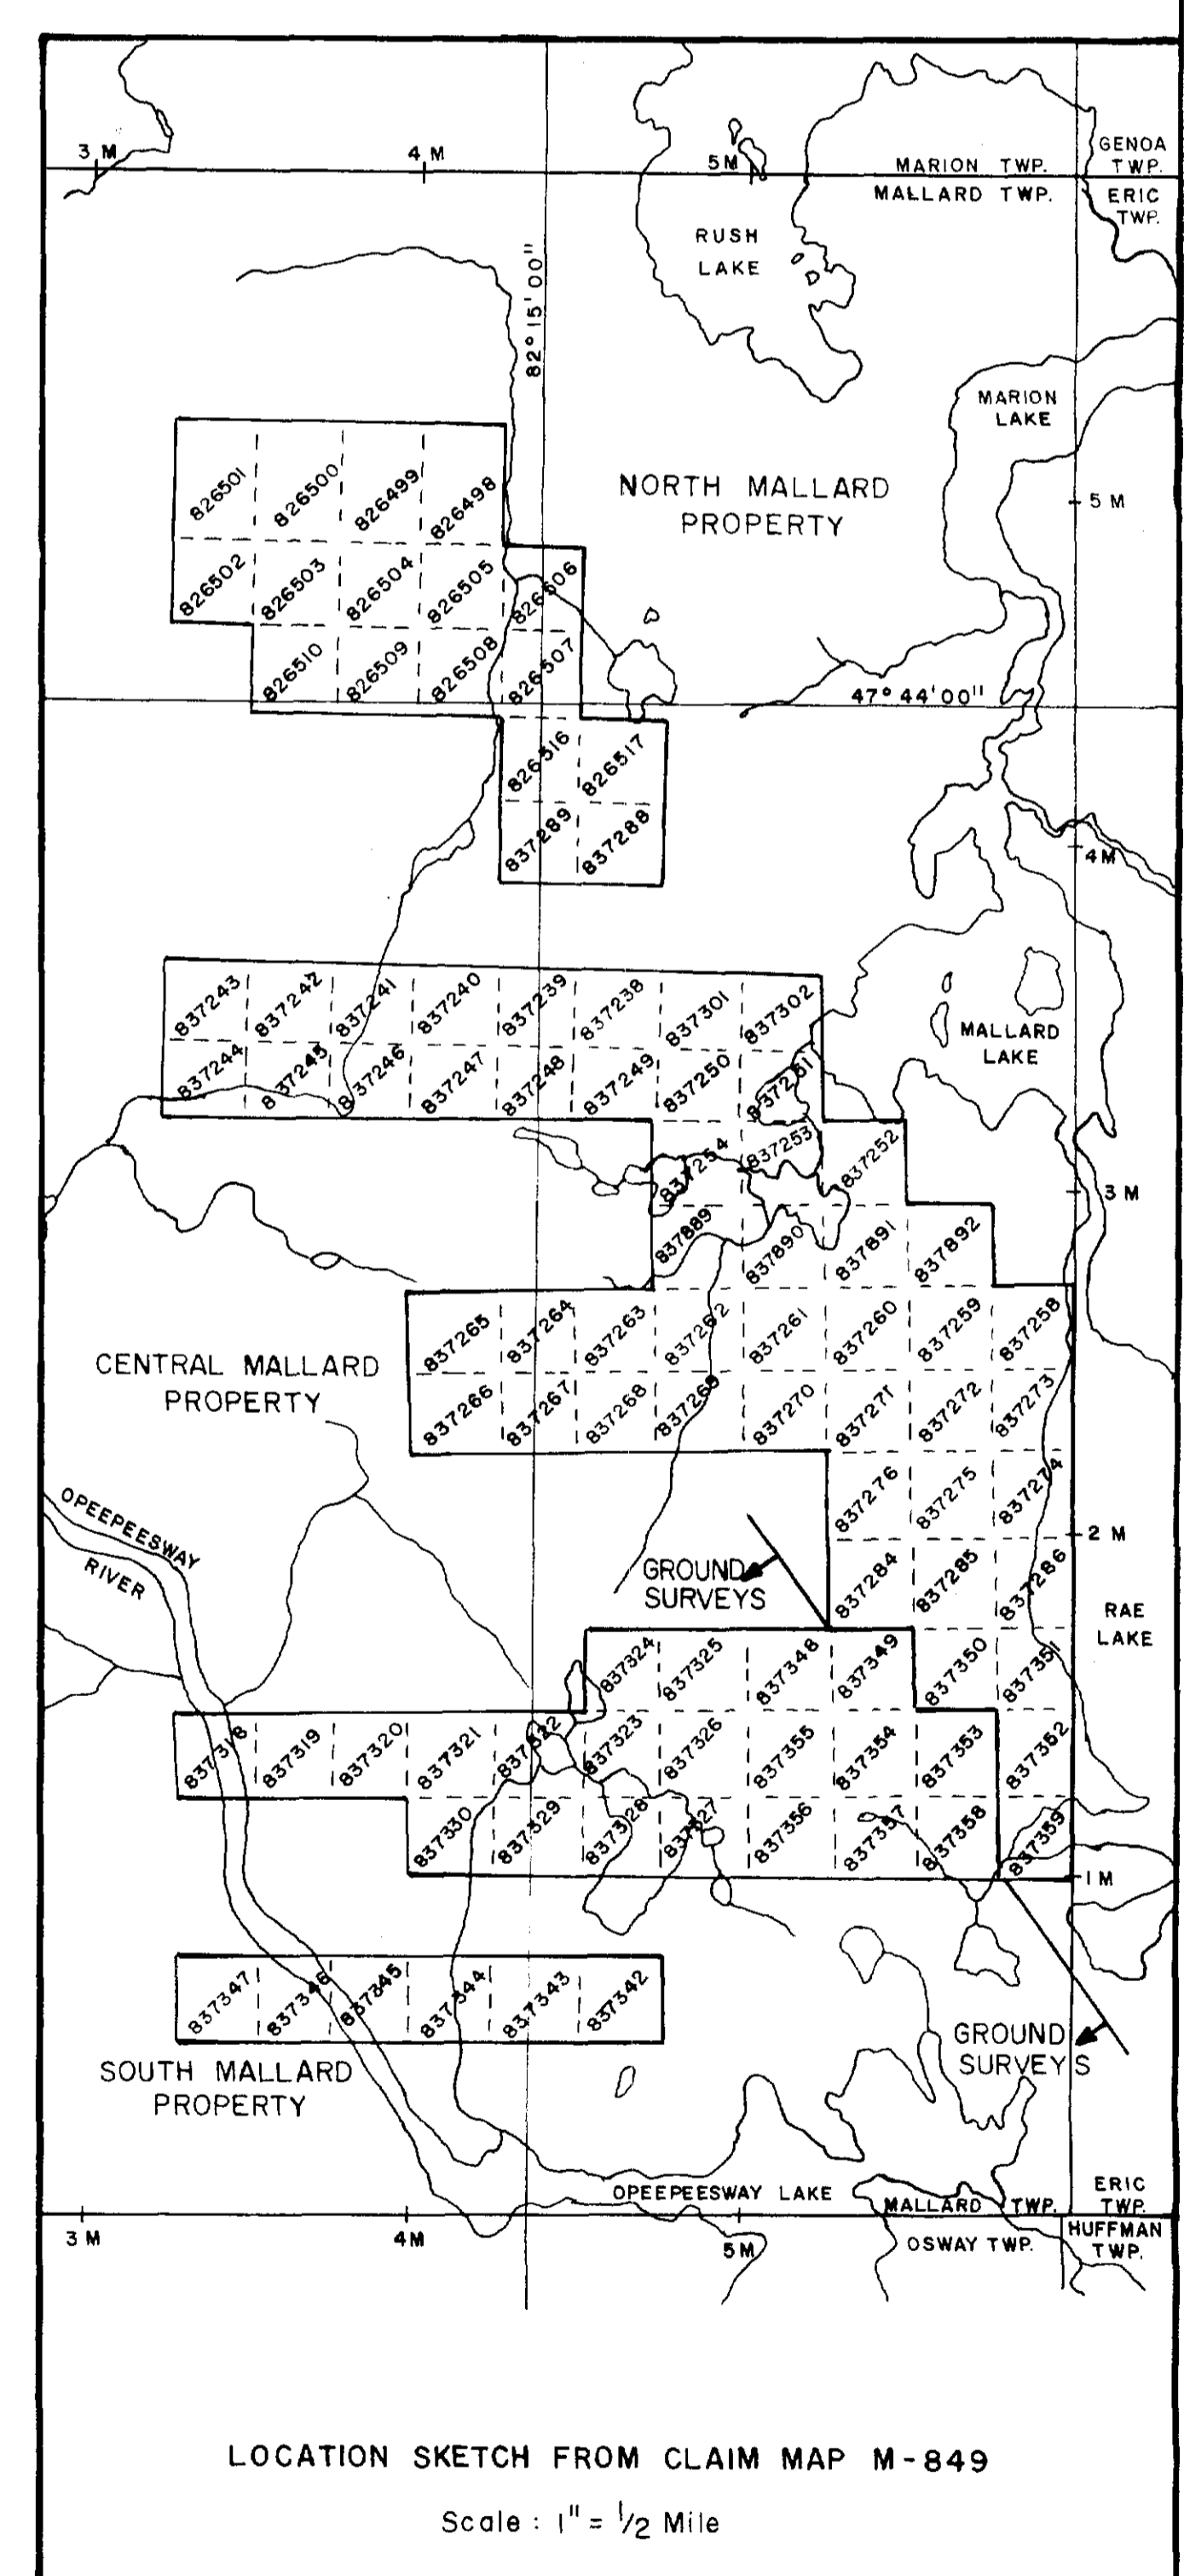 3 M
4 M
5 M
MARION TWP.
GENOA
TWP.
MALLARD TWP.
ERIC
TWP.
RUSH
LAKE
82° 15' 00"
MARION
LAKE
NORTH MALLARD
PROPERTY
5 M
826501
826500
826499
826498
826502
826503
826504
826505
826506
826510
826509
826508
826507
47° 44' 00"
826516
826517
837289
837288
4 M
837243
837242
837241
837240
837239
837238
837301
837302
MALLARD
LAKE
837244
837245
837246
837247
837248
837249
837250
837251
837254
837253
837252
3 M
837889
837890
837891
837892
837265
837264
837263
837262
837261
837260
837259
837258
CENTRAL MALLARD
PROPERTY
837266
837267
837268
837269
837270
837271
837272
837273
837276
837275
837274
OPEEPEESWAY
RIVER
2 M
GROUND
SURVEYS
837284
837285
837286
RAE
LAKE
837324
837325
837348
837349
837350
837351
837318
837319
837320
837321
837322
837323
837326
837355
837354
837353
837352
837330
837329
837328
837327
837356
837357
837358
837359
1 M
837347
837346
837345
837344
837343
837342
GROUND
SURVEYS
SOUTH MALLARD
PROPERTY
OPEEPEESWAY LAKE
MALLARD TWP.
ERIC
TWP.
3 M
4 M
5 M
OSWAY TWP.
HUFFMAN
TWP.
LOCATION SKETCH FROM CLAIM MAP M-849
Scale : 1" = 1/2 Mile